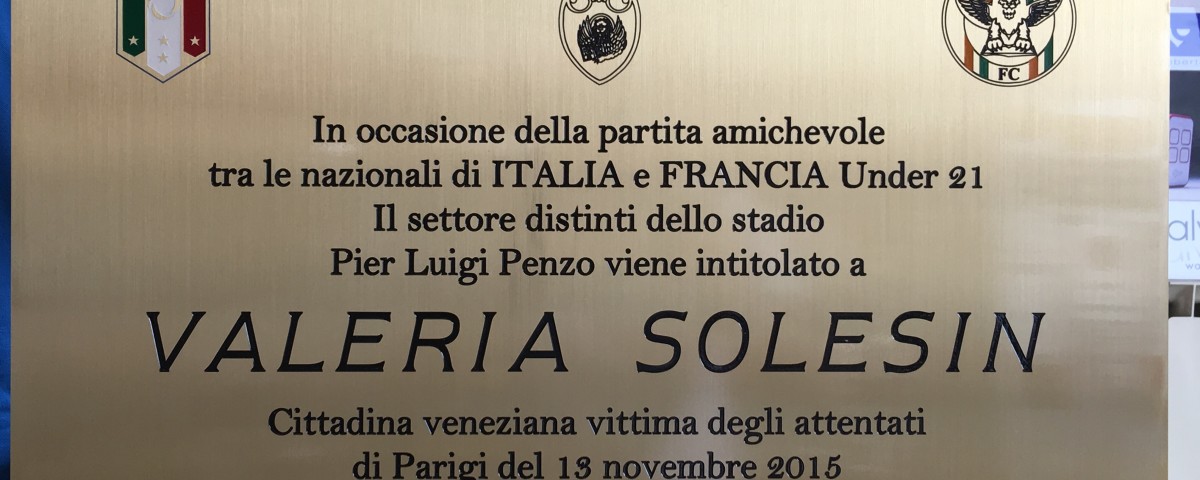 FC
In occasione della partita amichevole
tra le nazionali di ITALIA e FRANCIA Under 21
Il settore distinti dello stadio
Pier Luigi Penzo viene intitolato a
VALERIA SOLESIN
Cittadina veneziana vittima degli attentati
di Parigi del 13 novembre 2015